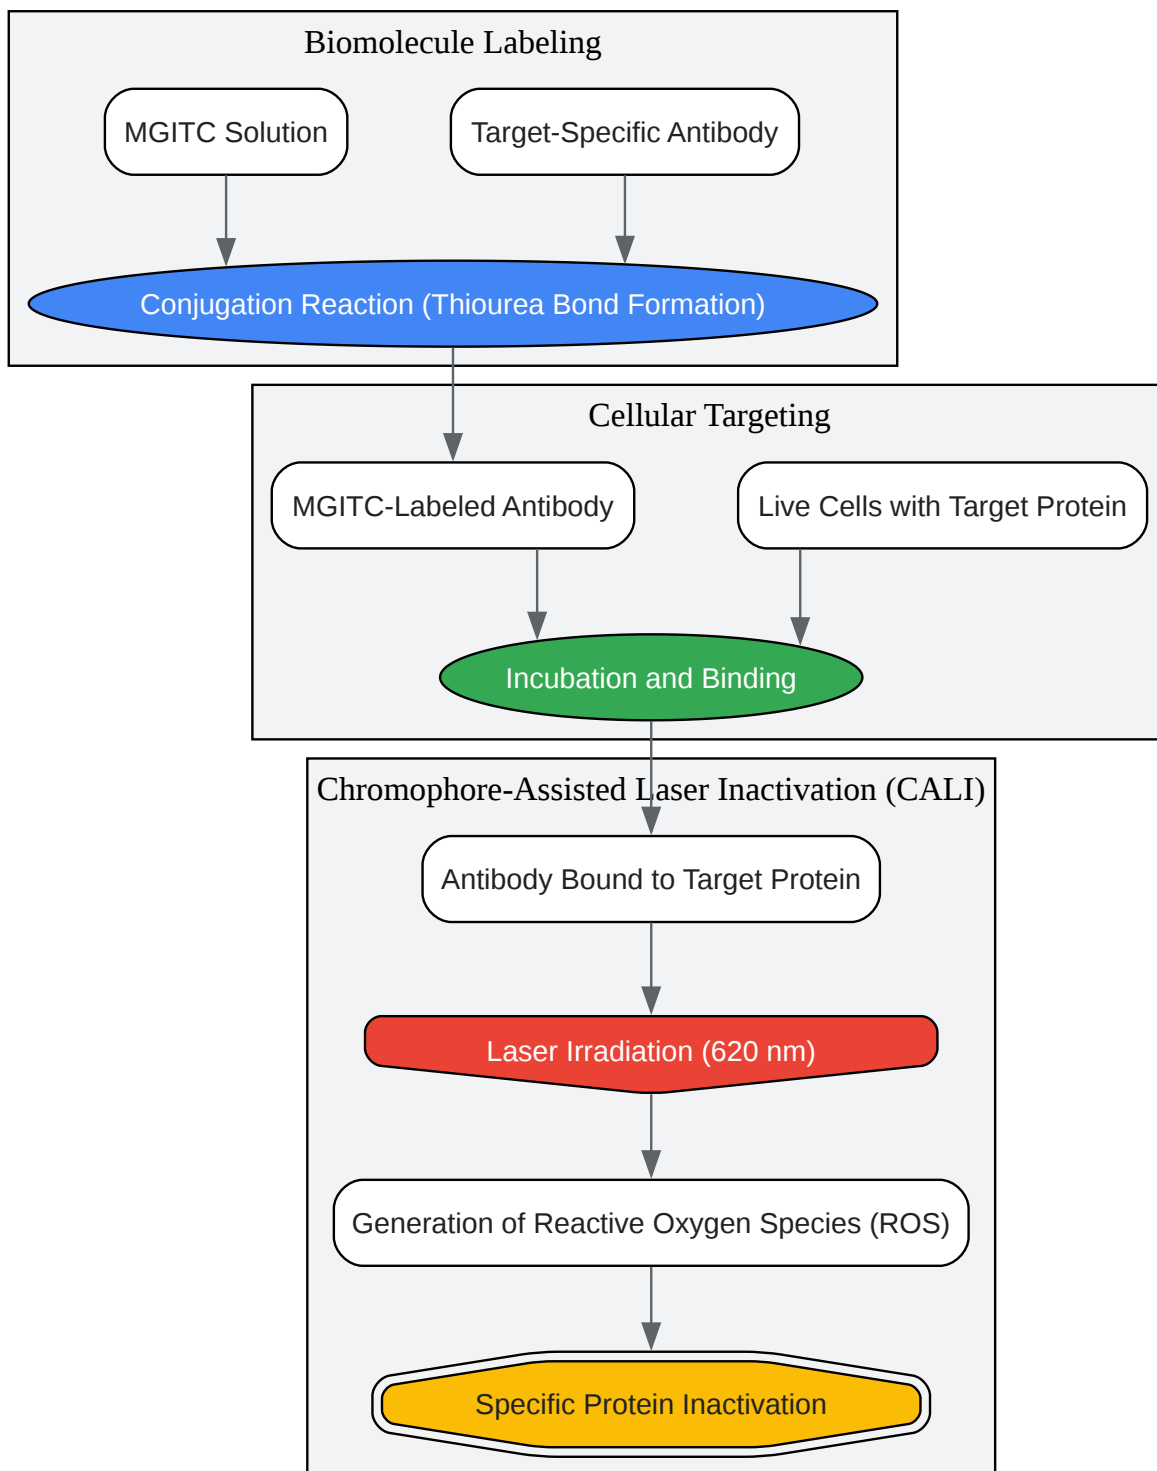 Biomolecule Labeling
MGITC Solution
Target-Specific Antibody
Conjugation Reaction (Thiourea Bond Formation)
Cellular Targeting
MGITC-Labeled Antibody
Live Cells with Target Protein
Incubation and Binding
Chromophore-Assisted Laser Inactivation (CALI)
Antibody Bound to Target Protein
Laser Irradiation (620 nm)
Generation of Reactive Oxygen Species (ROS)
Specific Protein Inactivation